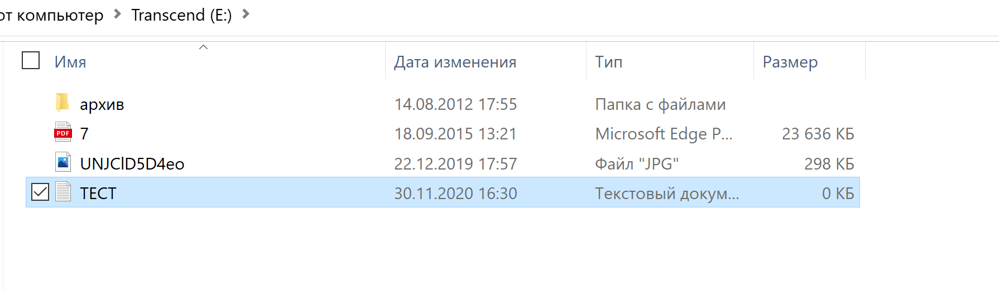 от компьютер > Transcend (E:) >
Имя Дата изменения Тип Размер
архив 14.08.2012 17:55 Папка с файлами
PDF 7 18.09.2015 13:21 Microsoft Edge P... 23 636 КБ
UNJClD5D4eo 22.12.2019 17:57 Файл "JPG" 298 КБ
ТЕСТ 30.11.2020 16:30 Текстовый докум... 0 КБ